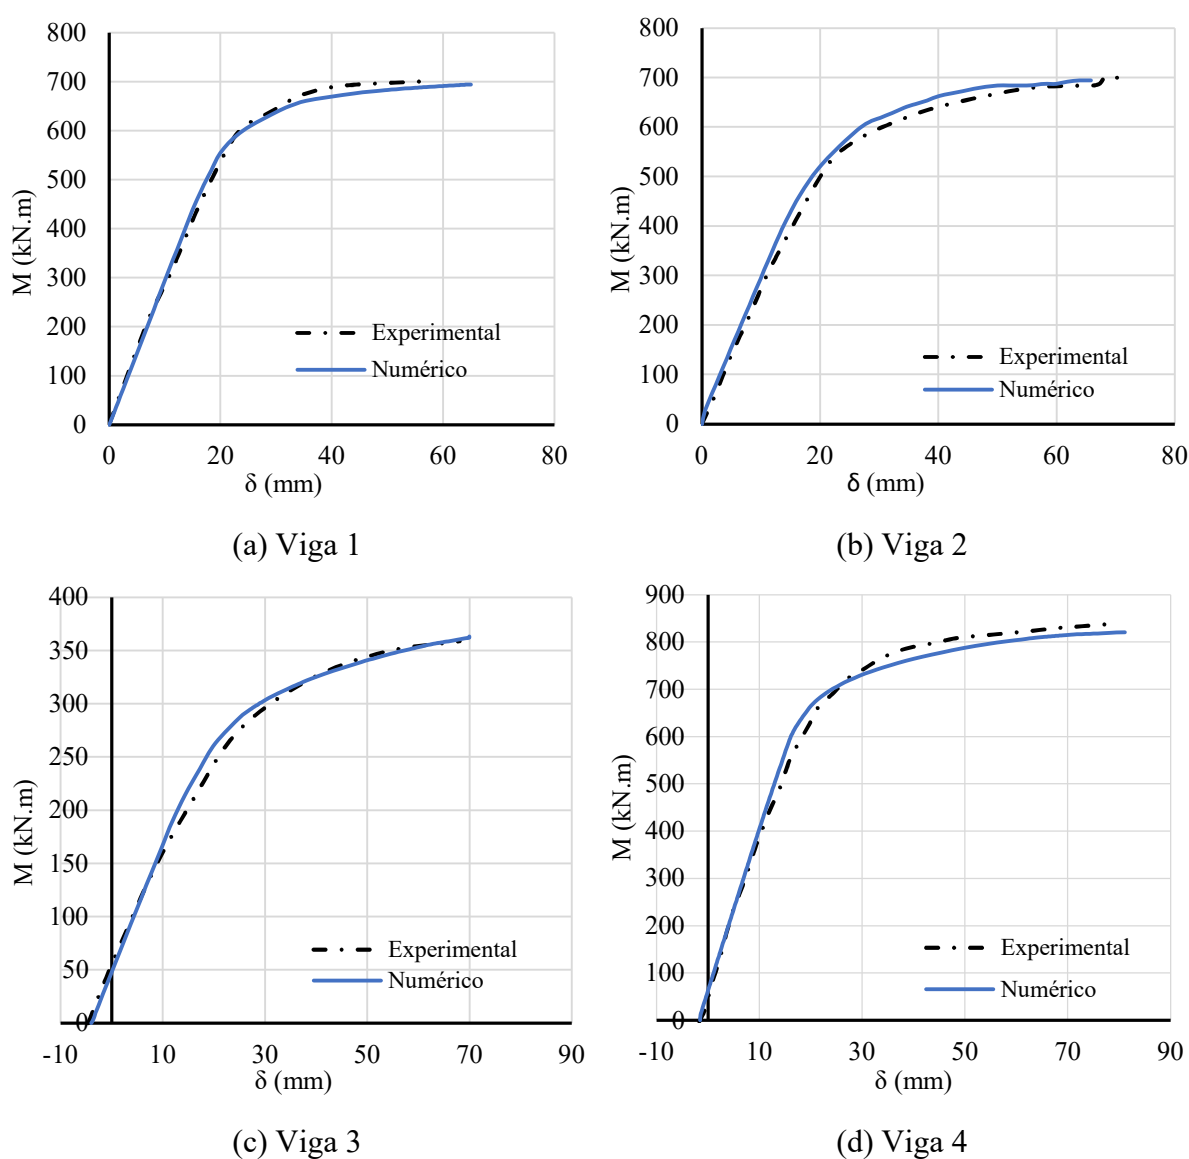 800
700
600
500
400
300
200
100
0
M (kN.m)
Experimental
Numérico
0 20 40 60 80
δ (mm)
(a) Viga 1
800
700
600
500
400
300
200
100
0
M (kN.m)
Experimental
Numérico
0 20 40 60 80
δ (mm)
(b) Viga 2
400
350
300
250
200
150
100
50
0
M (kN.m)
Experimental
Numérico
-10 10 30 50 70 90
δ (mm)
(c) Viga 3
900
800
700
600
500
400
300
200
100
0
M (kN.m)
Experimental
Numérico
-10 10 30 50 70 90
δ (mm)
(d) Viga 4